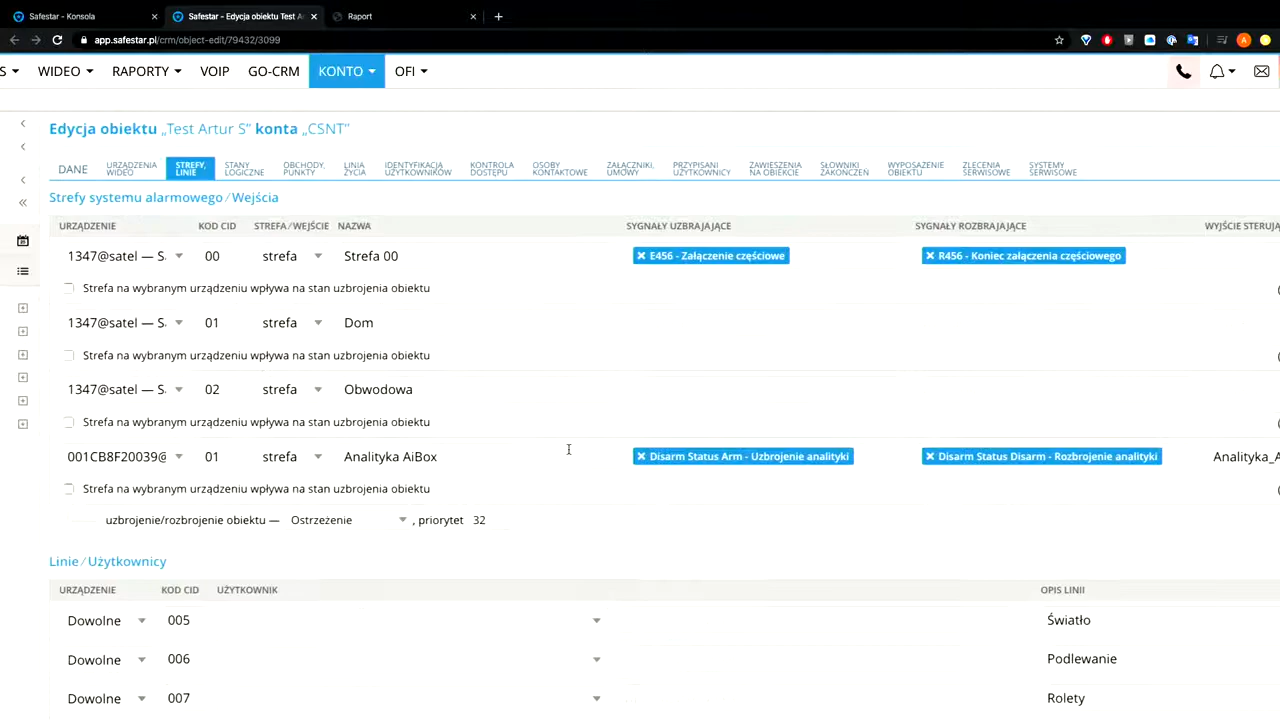 Safestar - Konsola
Safestar - Edycja obiektu Test A
Raport
app.safestar.pl/crm/object-edit/79432/3099
S WIDEO RAPORTY VOIP GO-CRM KONTO OFI
Edycja obiektu „Test Artur S” konta „CSNT”
DANE
URZĄDZENIA
WIDEO
STREFY,
LINIE
STANY
LOGICZNE
OBCHODY,
PUNKTY
LINIA
ŻYCIA
IDENTYFIKACJA
UŻYTKOWNIKÓW
KONTROLA
DOSTĘPU
OSOBY
KONTAKTOWE
ZAŁĄCZNIKI,
UMOWY
PRZYPISANI
UŻYTKOWNICY
ZAWIESZENIA
NA OBIEKCIE
SŁOWNIKI
ZAKOŃCZEŃ
WYPOSAŻENIE
OBIEKTU
ZLECENIA
SERWISOWE
SYSTEMY
SERWISOWE
Strefy systemu alarmowego / Wejścia
URZĄDZENIE KOD CID STREFA / WEJŚCIE NAZWA SYGNAŁY UZBRAJAJĄCE SYGNAŁY ROZBRAJAJĄCE WYJŚCIE STERUJĄ
1347@satel — S. 00 strefa Strefa 00 E456 - Załączenie częściowe R456 - Koniec załączenia częściowego
Strefa na wybranym urządzeniu wpływa na stan uzbrojenia obiektu
1347@satel — S. 01 strefa Dom
Strefa na wybranym urządzeniu wpływa na stan uzbrojenia obiektu
1347@satel — S. 02 strefa Obwodowa
Strefa na wybranym urządzeniu wpływa na stan uzbrojenia obiektu
001CB8F20039@ 01 strefa Analityka AiBox Disarm Status Arm - Uzbrojenie analityki Disarm Status Disarm - Rozbrojenie analityki Analityka_A
Strefa na wybranym urządzeniu wpływa na stan uzbrojenia obiektu
uzbrojenie/rozbrojenie obiektu — Ostrzeżenie , priorytet 32
Linie / Użytkownicy
URZĄDZENIE KOD CID UŻYTKOWNIK OPIS LINII
Dowolne 005 Światło
Dowolne 006 Podlewanie
Dowolne 007 Rolety